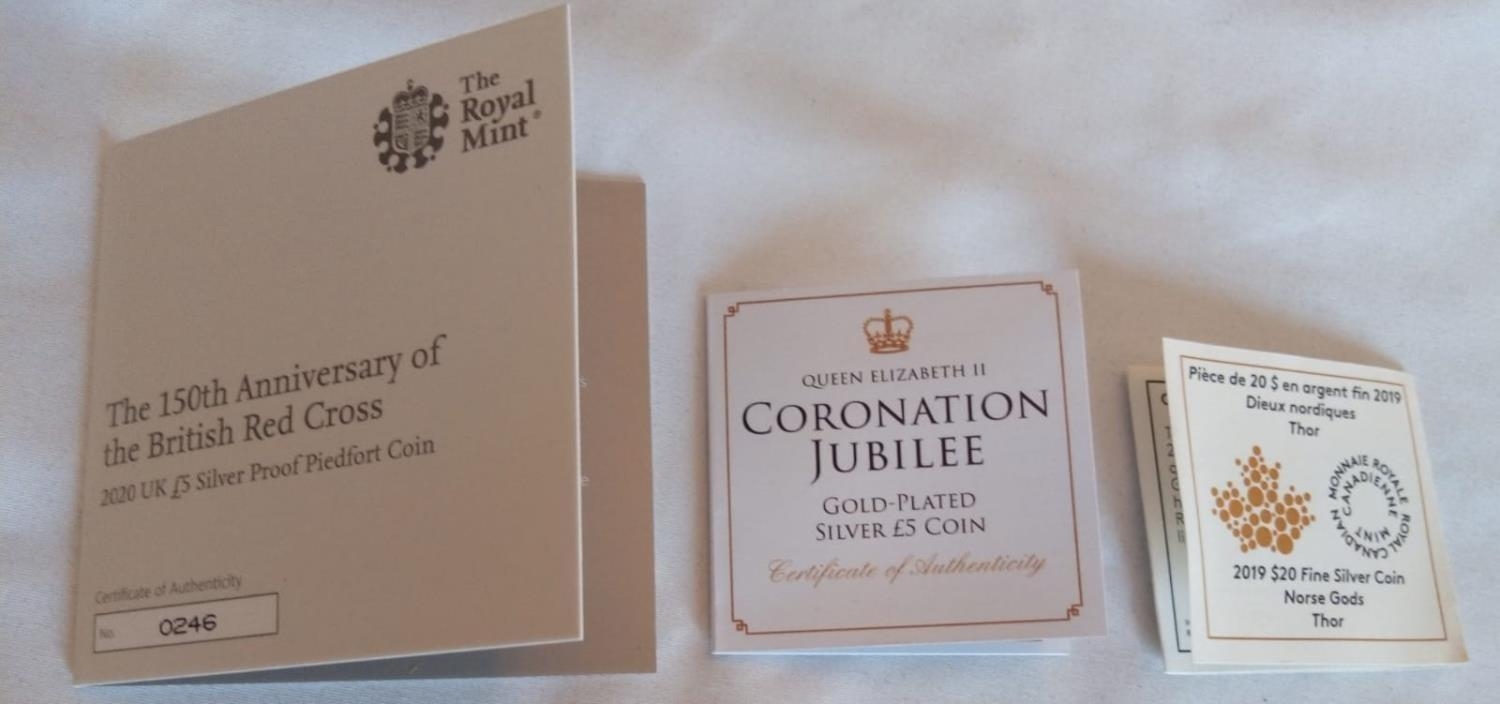 The
Royal
Mint®
The 150th Anniversary of
the British Red Cross
2020 UK £5 Silver Proof Piedfort Coin
Certificate of Authenticity
No. 0246
QUEEN ELIZABETH II
CORONATION
JUBILEE
GOLD-PLATED
SILVER £5 COIN
Certificate of Authenticity
Pièce de 20 $ en argent fin 2019
Dieux nordiques
Thor
MONNAIE ROYALE CANADIENNE
ROYAL CANADIAN MINT
2019 $20 Fine Silver Coin
Norse Gods
Thor